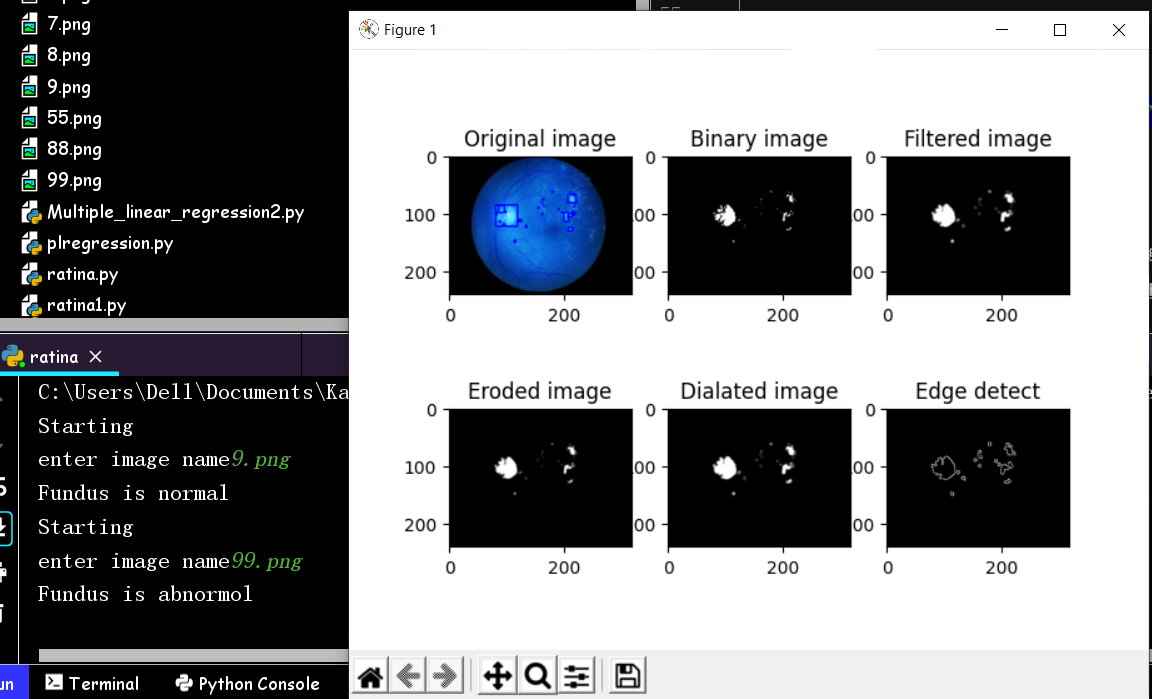 7.png
8.png
9.png
55.png
88.png
99.png
Multiple_linear_regression2.py
plregression.py
ratina.py
ratina1.py
ratina
C:\Users\Dell\Documents\Ka
Starting
enter image name9.png
Fundus is normal
Starting
enter image name99.png
Fundus is abnormol
Terminal
Python Console
Figure 1
Original image
Binary image
Filtered image
0
100
200
0 200
0
00
00
0 200
0
00
00
0 200
Eroded image
Dialated image
Edge detect
0
100
200
0 200
0
00
00
0 200
0
00
00
0 200